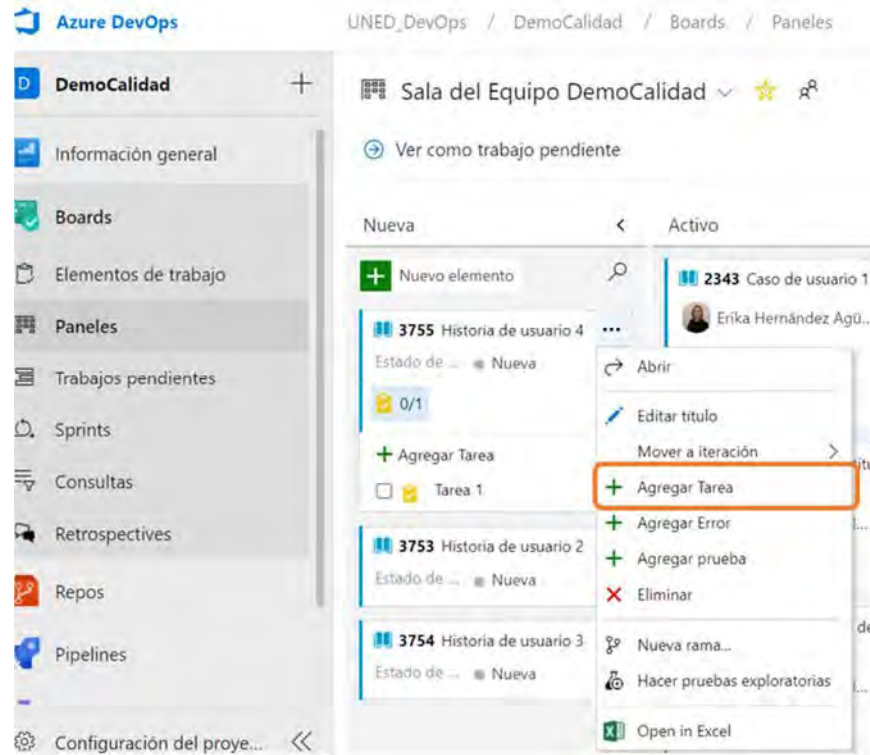 Azure DevOps
UNED_DevOps / DemoCalidad / Boards / Paneles
D DemoCalidad
Sala del Equipo DemoCalidad
Información general
Ver como trabajo pendiente
Boards
Elementos de trabajo
Paneles
Trabajos pendientes
Sprints
Consultas
Retrospectives
Repos
Pipelines
Configuración del proye...
Nueva
Nuevo elemento
3755 Historia de usuario 4
Estado de ... Nueva
0/1
Agregar Tarea
Tarea 1
3753 Historia de usuario 2
Estado de ... Nueva
3754 Historia de usuario 3
Estado de ... Nueva
Activo
2343 Caso de usuario 1
Erika Hernández Agü...
Abrir
Editar título
Mover a iteración
Agregar Tarea
Agregar Error
Agregar prueba
Eliminar
Nueva rama...
Hacer pruebas exploratorias
Open in Excel